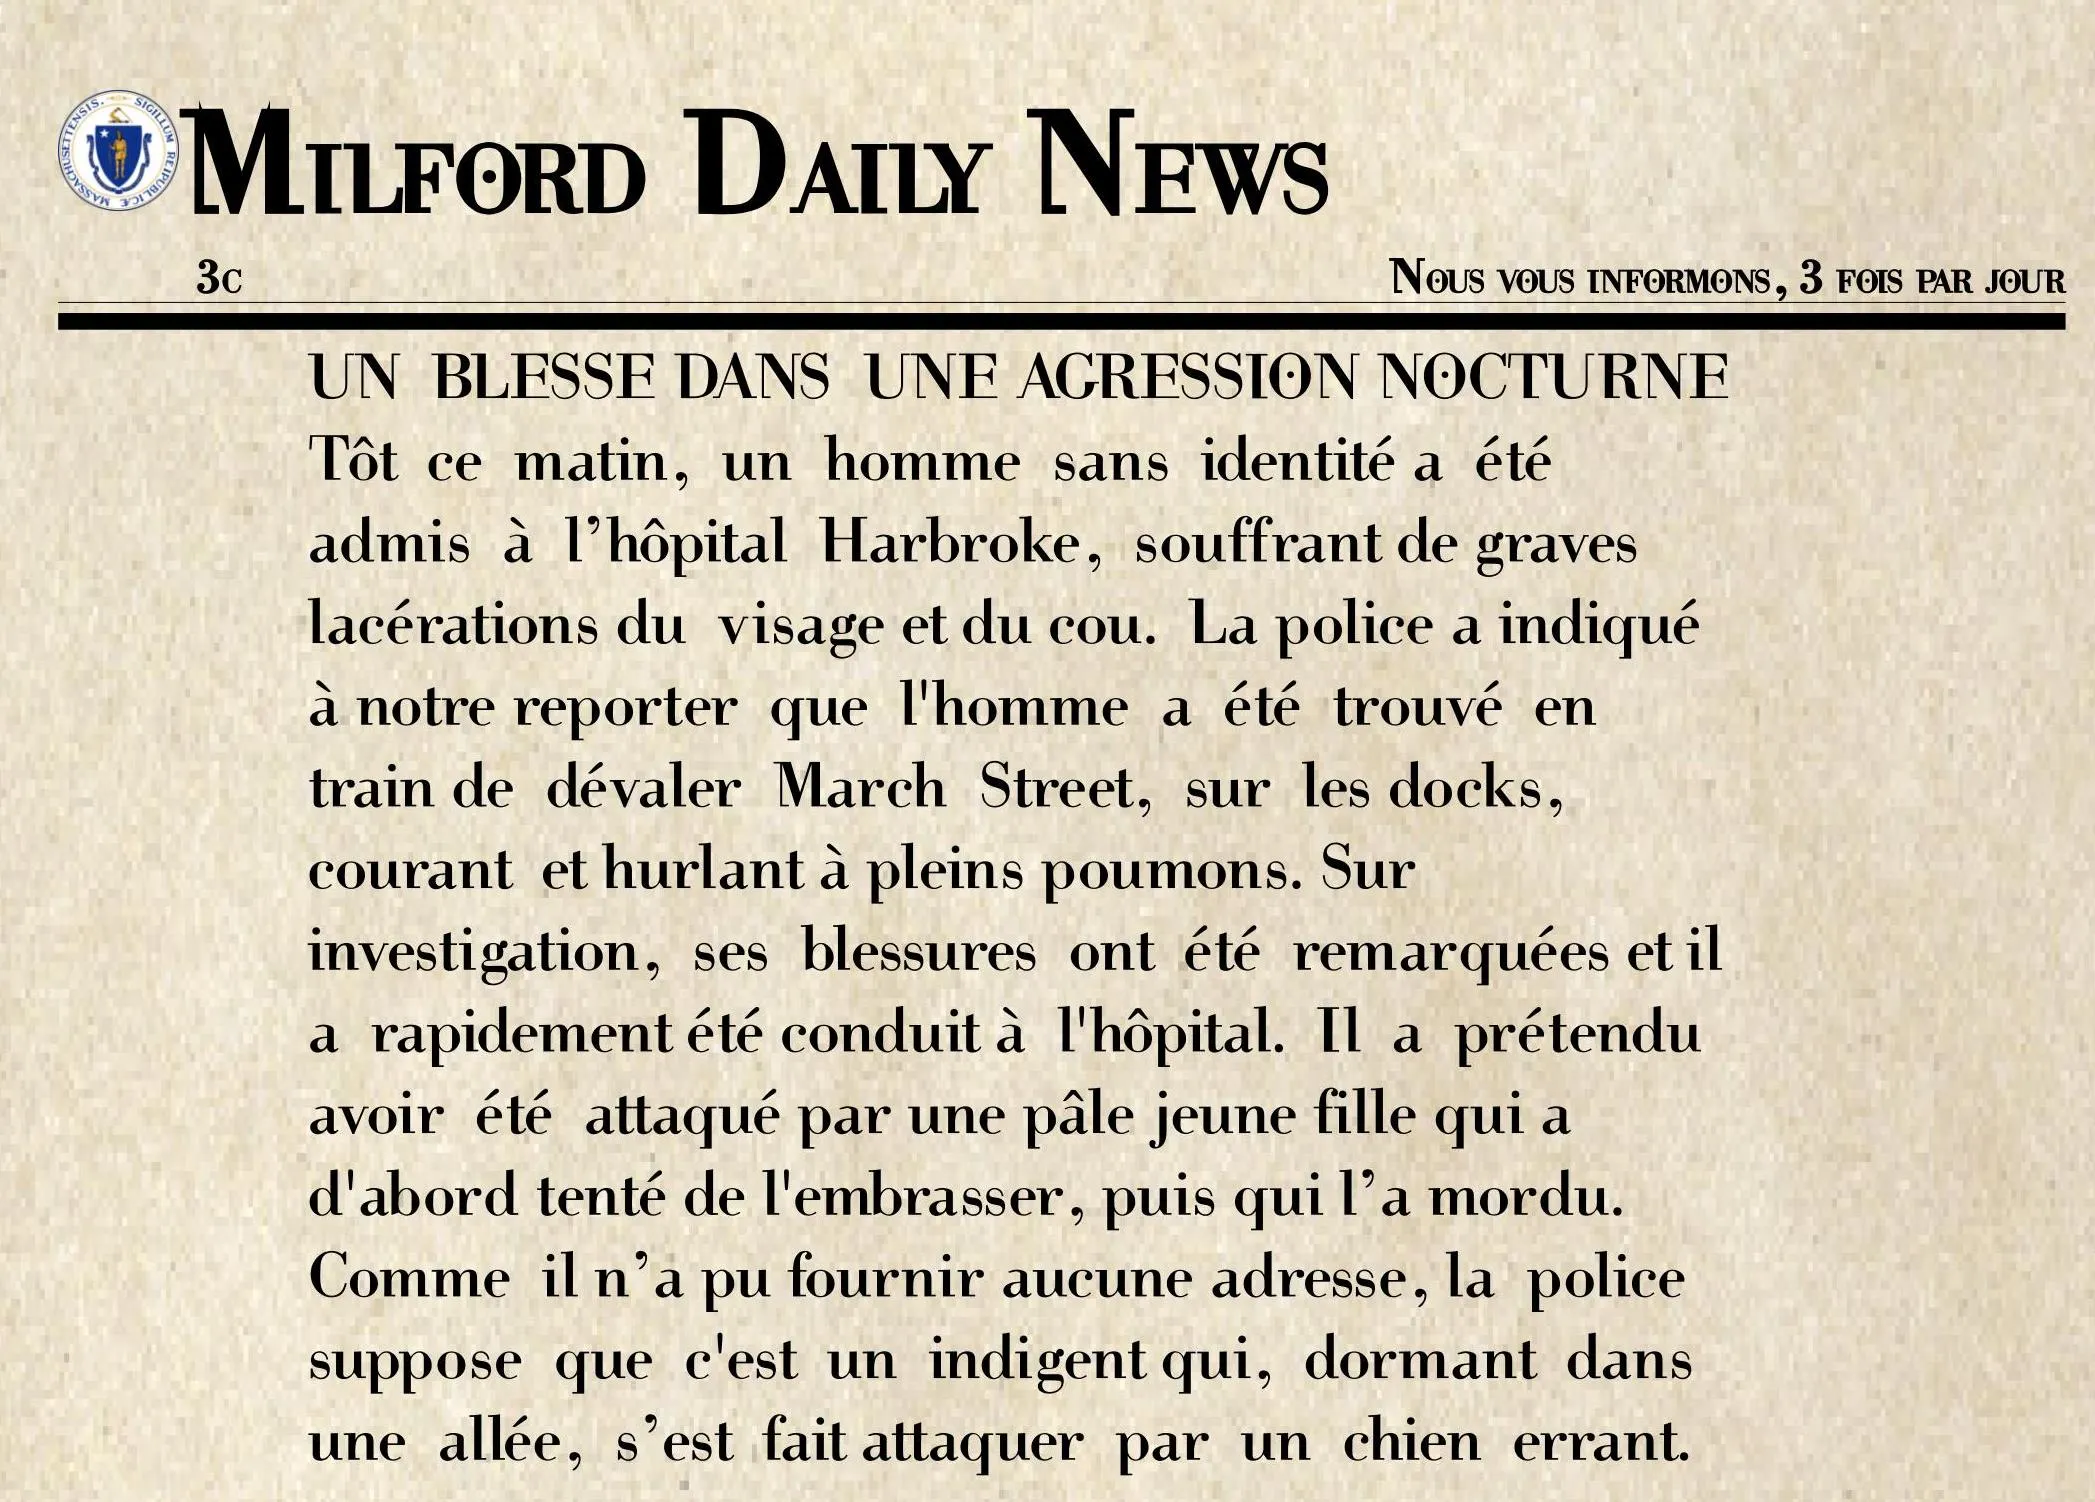 SIGILLUM REIPUBLICÆ MASSACHUSETTENSIS.
MILFORD DAILY NEWS
3C
NOUS VOUS INFORMONS, 3 FOIS PAR JOUR
UN BLESSE DANS UNE AGRESSION NOCTURNE
Tôt ce matin, un homme sans identité a été
admis à l’hôpital Harbroke, souffrant de graves
lacérations du visage et du cou. La police a indiqué
à notre reporter que l'homme a été trouvé en
train de dévaler March Street, sur les docks,
courant et hurlant à pleins poumons. Sur
investigation, ses blessures ont été remarquées et il
a rapidement été conduit à l'hôpital. Il a prétendu
avoir été attaqué par une pâle jeune fille qui a
d'abord tenté de l'embrasser, puis qui l’a mordu.
Comme il n’a pu fournir aucune adresse, la police
suppose que c'est un indigent qui, dormant dans
une allée, s’est fait attaquer par un chien errant.